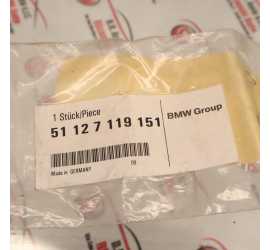 1 Stück/Piece
51 12 7 119 151
BMW Group
Made in GERMANY